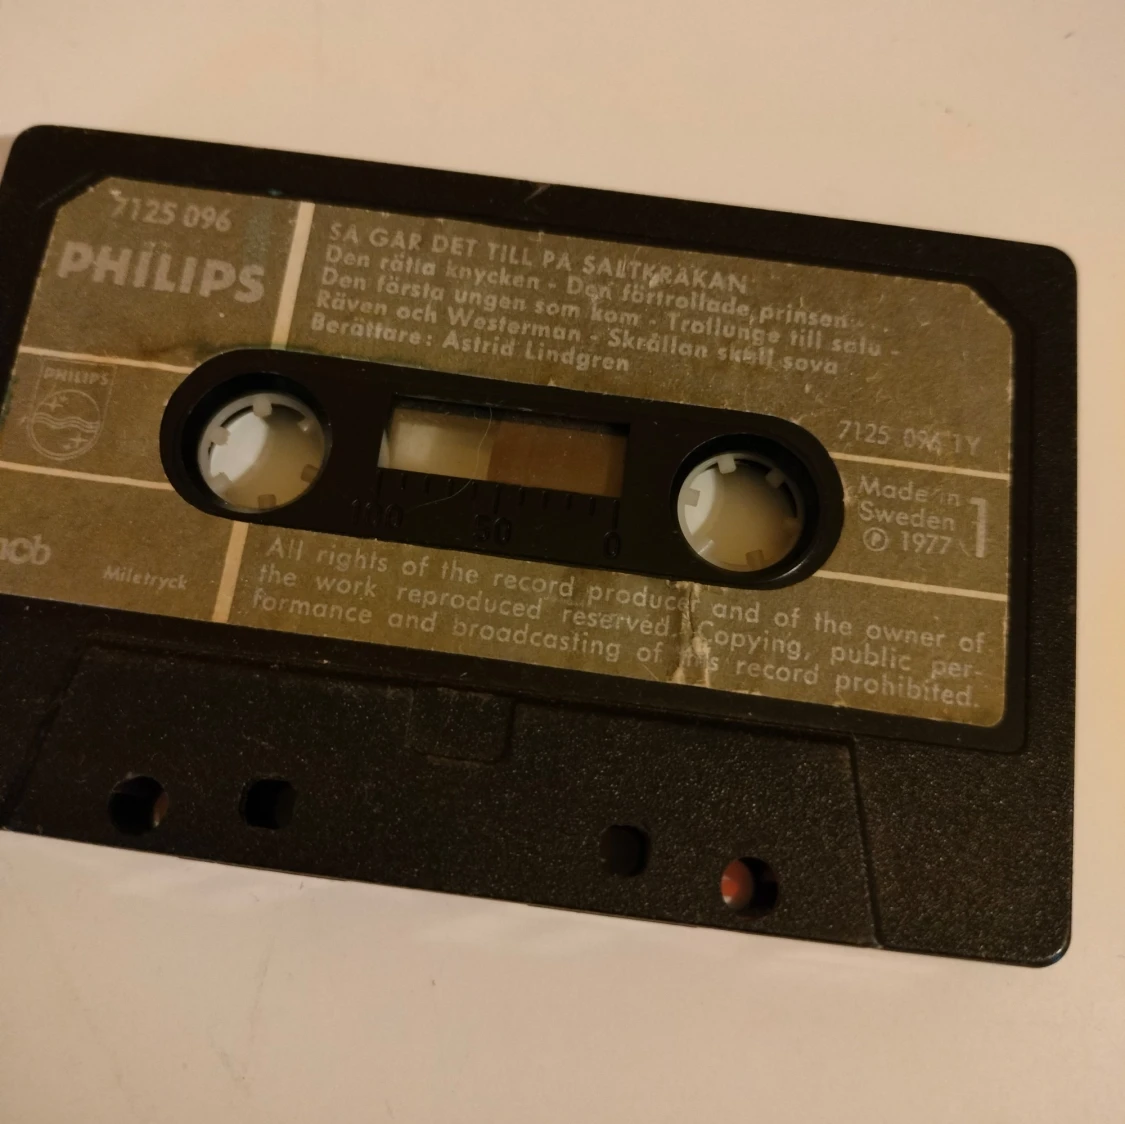 7125 096
PHILIPS
SÅ GÅR DET TILL PÅ SALTKRÅKAN
Den rätta knycken - Den förtrollade prinsen -
Den första ungen som kom - Trollunge till salu -
Räven och Westerman - Skrållan skall sova
Berättare: Astrid Lindgren
PHILIPS
7125 096 1Y
Made in
Sweden
Ⓟ 1977
1
100 50 0
ncb
Miletryck
All rights of the record producer and of the owner of
the work reproduced reserved. Copying, public per-
formance and broadcasting of this record prohibited.